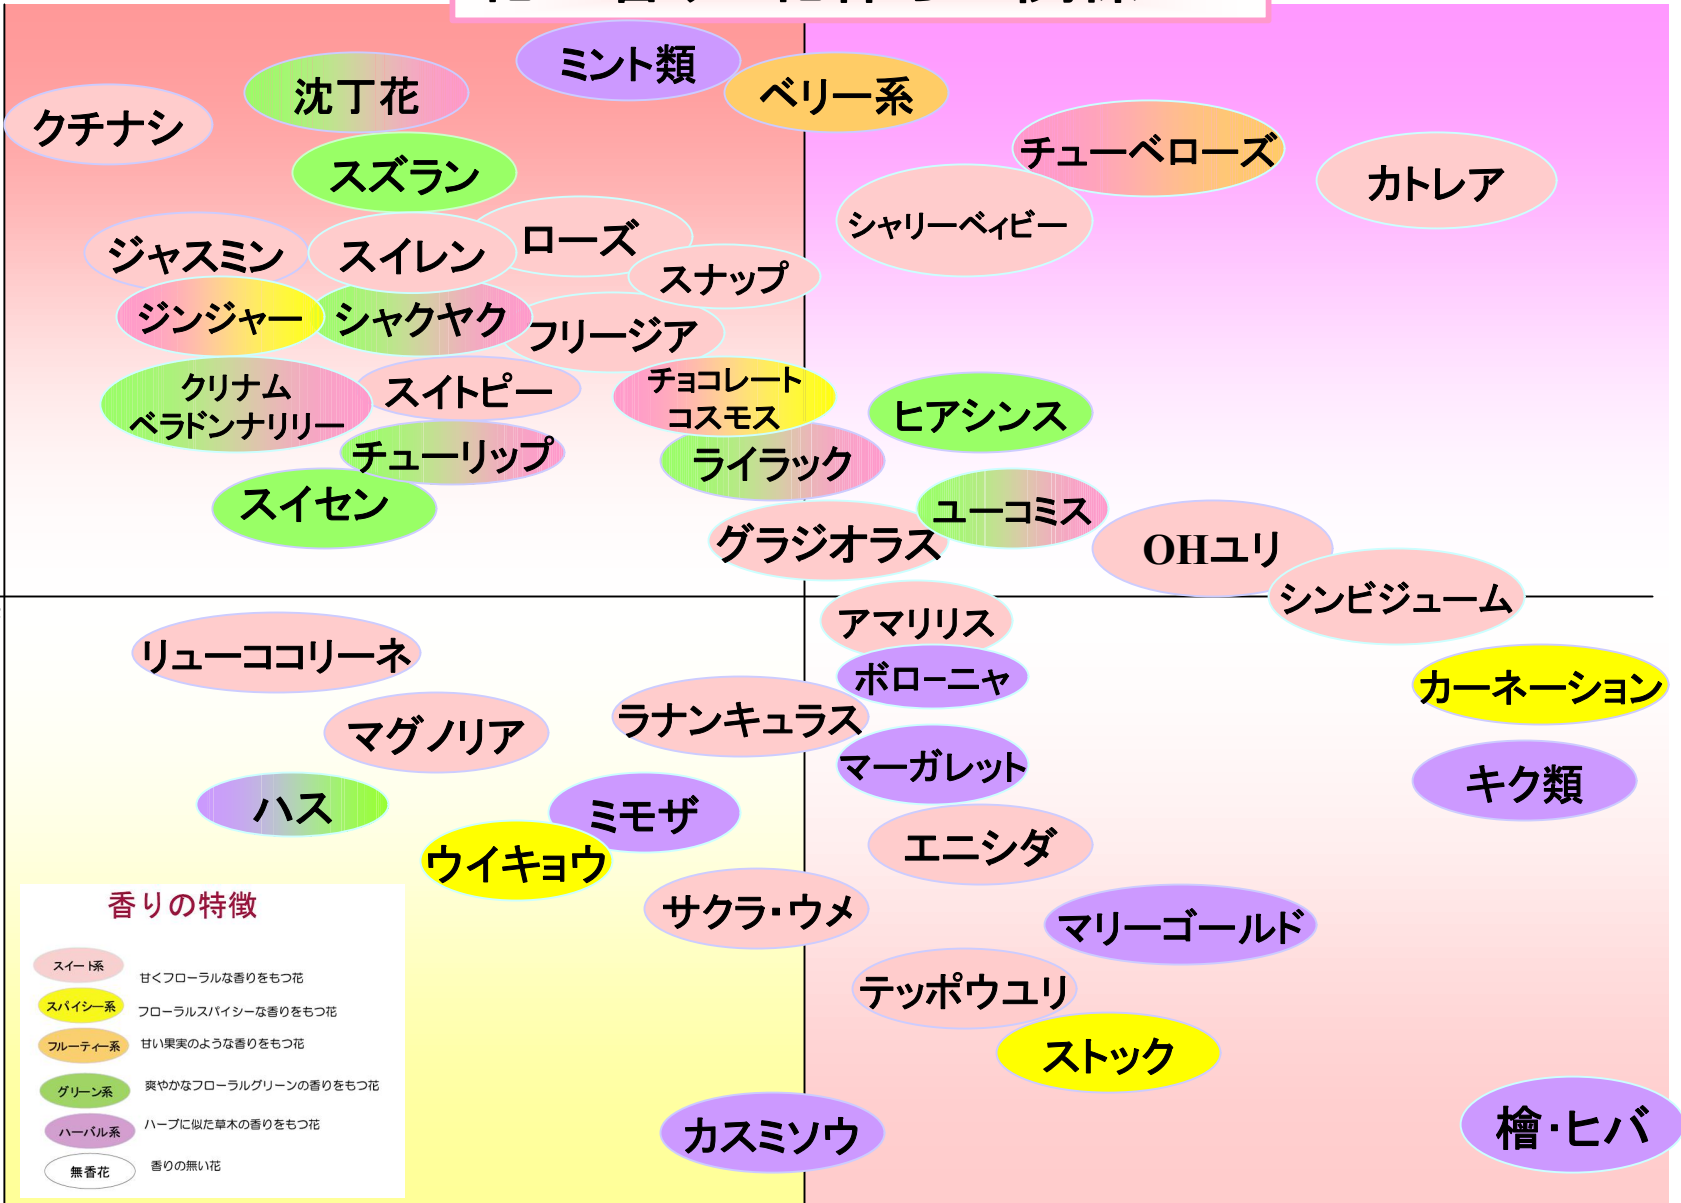 ミント類
沈丁花
ベリー系
クチナシ
チューベローズ
スズラン
カトレア
シャリーベィビー
ローズ
ジャスミン
スイレン
スナップ
ジンジャー
シャクヤク
フリージア
クリナム
ベラドンナリリー
スイトピー
チョコレート
コスモス
ヒアシンス
チューリップ
ライラック
スイセン
ユーコミス
グラジオラス
OHユリ
シンビジューム
アマリリス
リューココリーネ
ボローニャ
カーネーション
ラナンキュラス
マグノリア
マーガレット
キク類
ハス
ミモザ
ウイキョウ
エニシダ
サクラ・ウメ
マリーゴールド
テッポウユリ
ストック
カスミソウ
檜・ヒバ
香りの特徴
スイート系
甘くフローラルな香りをもつ花
スパイシー系
フローラルスパイシーな香りをもつ花
フルーティー系
甘い果実のような香りをもつ花
グリーン系
爽やかなフローラルグリーンの香りをもつ花
ハーバル系
ハーブに似た草木の香りをもつ花
無香花
香りの無い花